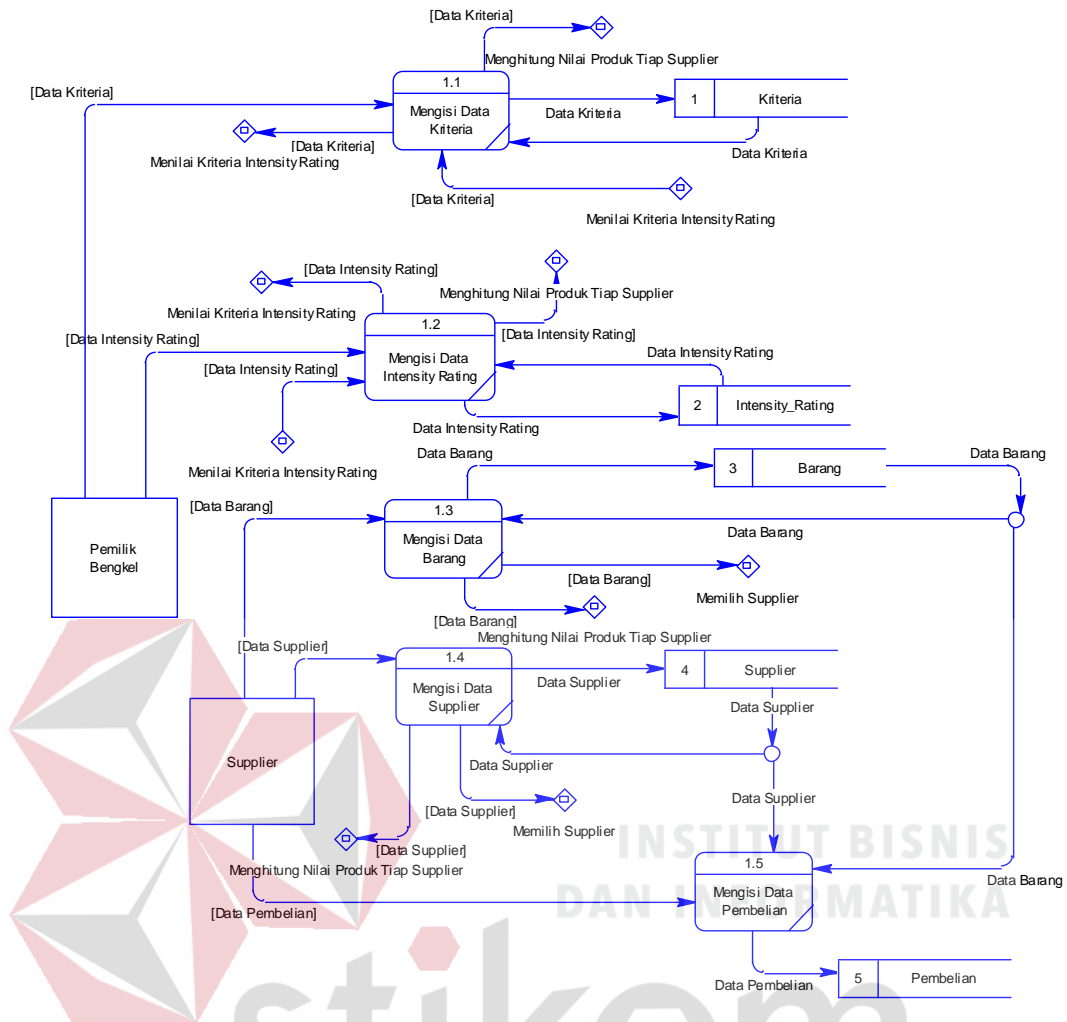 [Data Kriteria]
Menghitung Nilai Produk Tiap Supplier
1.1
Mengisi Data
Kriteria
[Data Kriteria]
Data Kriteria
1
Kriteria
Data Kriteria
[Data Kriteria]
Menilai Kriteria Intensity Rating
[Data Kriteria]
Menilai Kriteria Intensity Rating
[Data Intensity Rating]
Menghitung Nilai Produk Tiap Supplier
Menilai Kriteria Intensity Rating
1.2
Mengisi Data
Intensity Rating
[Data Intensity Rating]
[Data Intensity Rating]
[Data Intensity Rating]
Data Intensity Rating
2
Intensity_Rating
Data Intensity Rating
Menilai Kriteria Intensity Rating
Data Barang
3
Barang
Data Barang
[Data Barang]
1.3
Mengisi Data
Barang
Data Barang
Pemilik
Bengkel
[Data Barang]
Memilih Supplier
[Data Barang]
Menghitung Nilai Produk Tiap Supplier
[Data Supplier]
1.4
Mengisi Data
Supplier
Data Supplier
4
Supplier
Data Supplier
Supplier
Data Supplier
Data Supplier
[Data Supplier]
Memilih Supplier
[Data Supplier]
Menghitung Nilai Produk Tiap Supplier
INSTITUT BISNIS
DAN INFORMATIKA
1.5
Mengisi Data
Pembelian
Data Barang
[Data Pembelian]
Data Pembelian
5
Pembelian
stikom